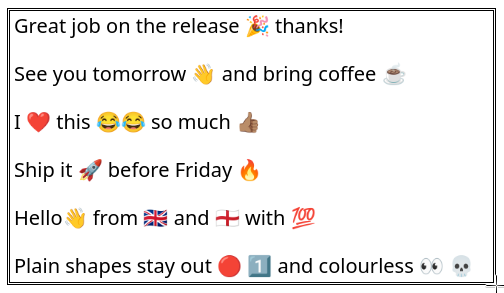 Great job on the release 🎉 thanks!
See you tomorrow 👋 and bring coffee ☕
I ❤️ this 😂😂 so much 👍🏽
Ship it 🚀 before Friday 🔥
Hello👋 from 🇬🇧 and 🏴󠁧󠁢󠁥󠁮󠁧󠁿 with 💯
Plain shapes stay out 🔴 1️⃣ and colourless 👀 💀